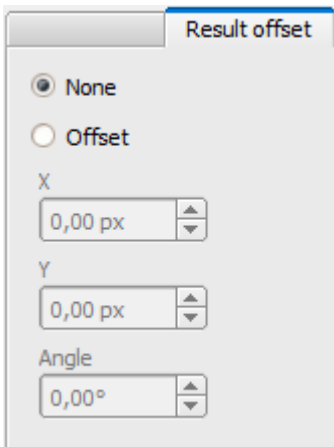 Result offset
None
Offset
X
0,00 px
Y
0,00 px
Angle
0,00°